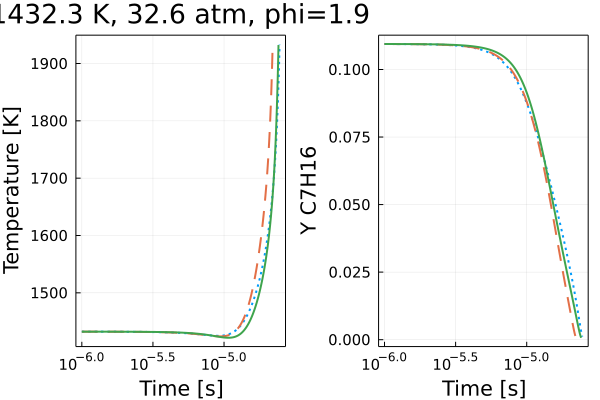 1432.3 K, 32.6 atm, phi=1.9
Temperature [K]
1900
1800
1700
1600
1500
10^−6.0 10^−5.5 10^−5.0
Time [s]
Y C7H16
0.100
0.075
0.050
0.025
0.000
10^−6.0 10^−5.5 10^−5.0
Time [s]